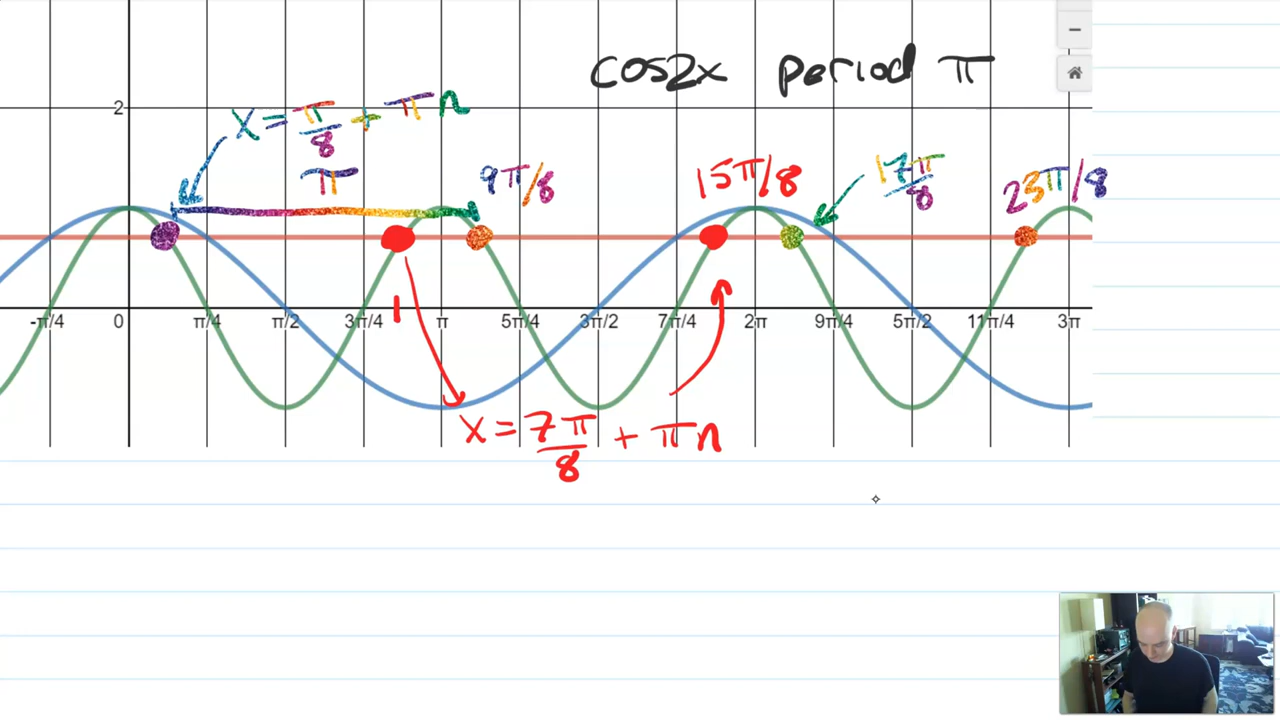 cos2x period π
2
x = π/8 + πn
π
9π/8
15π/8
17π/8
23π/8
-π/4 0 π/4 π/2 3π/4 π 5π/4 3π/2 7π/4 2π 9π/4 5π/2 11π/4 3π
x = 7π/8 + πn